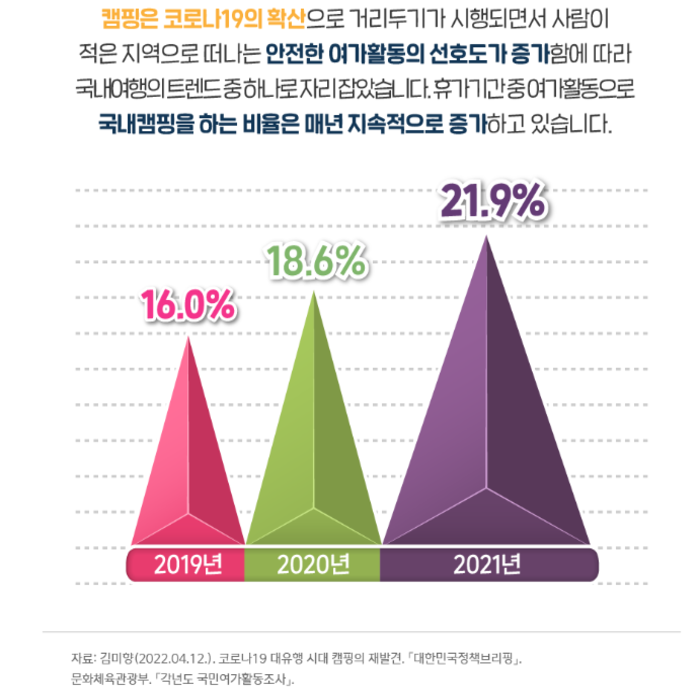 캠핑은 코로나19의 확산으로 거리두기가 시행되면서 사람이
적은 지역으로 떠나는 안전한 여가활동의 선호도가 증가함에 따라
국내여행의 트렌드 중 하나로 자리 잡았습니다. 휴가기간 중 여가활동으로
국내캠핑을 하는 비율은 매년 지속적으로 증가하고 있습니다.
21.9%
18.6%
16.0%
2019년 2020년 2021년
자료: 김미향(2022.04.12.). 코로나19 대유행 시대 캠핑의 재발견. 「대한민국정책브리핑」.
문화체육관광부. 「각년도 국민여가활동조사」.